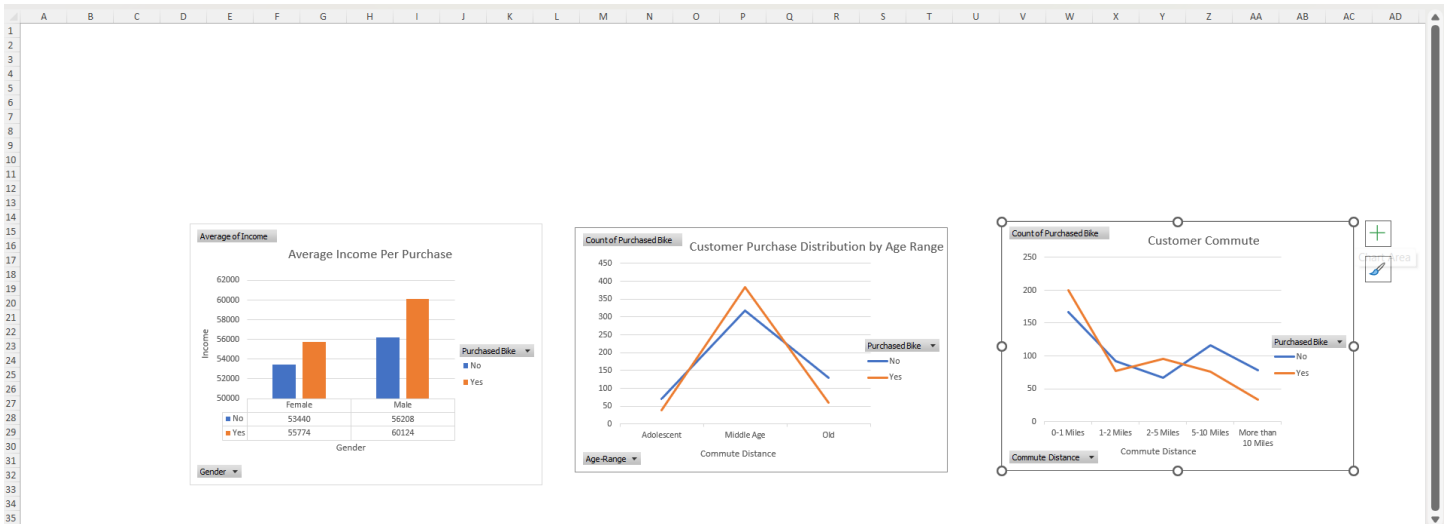 A B C D E F G H I J K L M N O P Q R S T U V W X Y Z AA AB AC AD
1
2
3
4
5
6
7
8
9
10
11
12
13
14
15
16
17
18
19
20
21
22
23
24
25
26
27
28
29
30
31
32
33
34
35
Average of Income
Average Income Per Purchase
62000
60000
58000
56000
54000
52000
50000
Income
Female Male
No 53440 56208
Yes 55774 60124
Gender
Purchased Bike
No
Yes
Gender
Count of Purchased Bike
Customer Purchase Distribution by Age Range
450
400
350
300
250
200
150
100
50
0
Adolescent Middle Age Old
Commute Distance
Purchased Bike
No
Yes
Age-Range
Count of Purchased Bike
Customer Commute
250
200
150
100
50
0
0-1 Miles 1-2 Miles 2-5 Miles 5-10 Miles More than
10 Miles
Commute Distance
Purchased Bike
No
Yes
Commute Distance
Chart Area